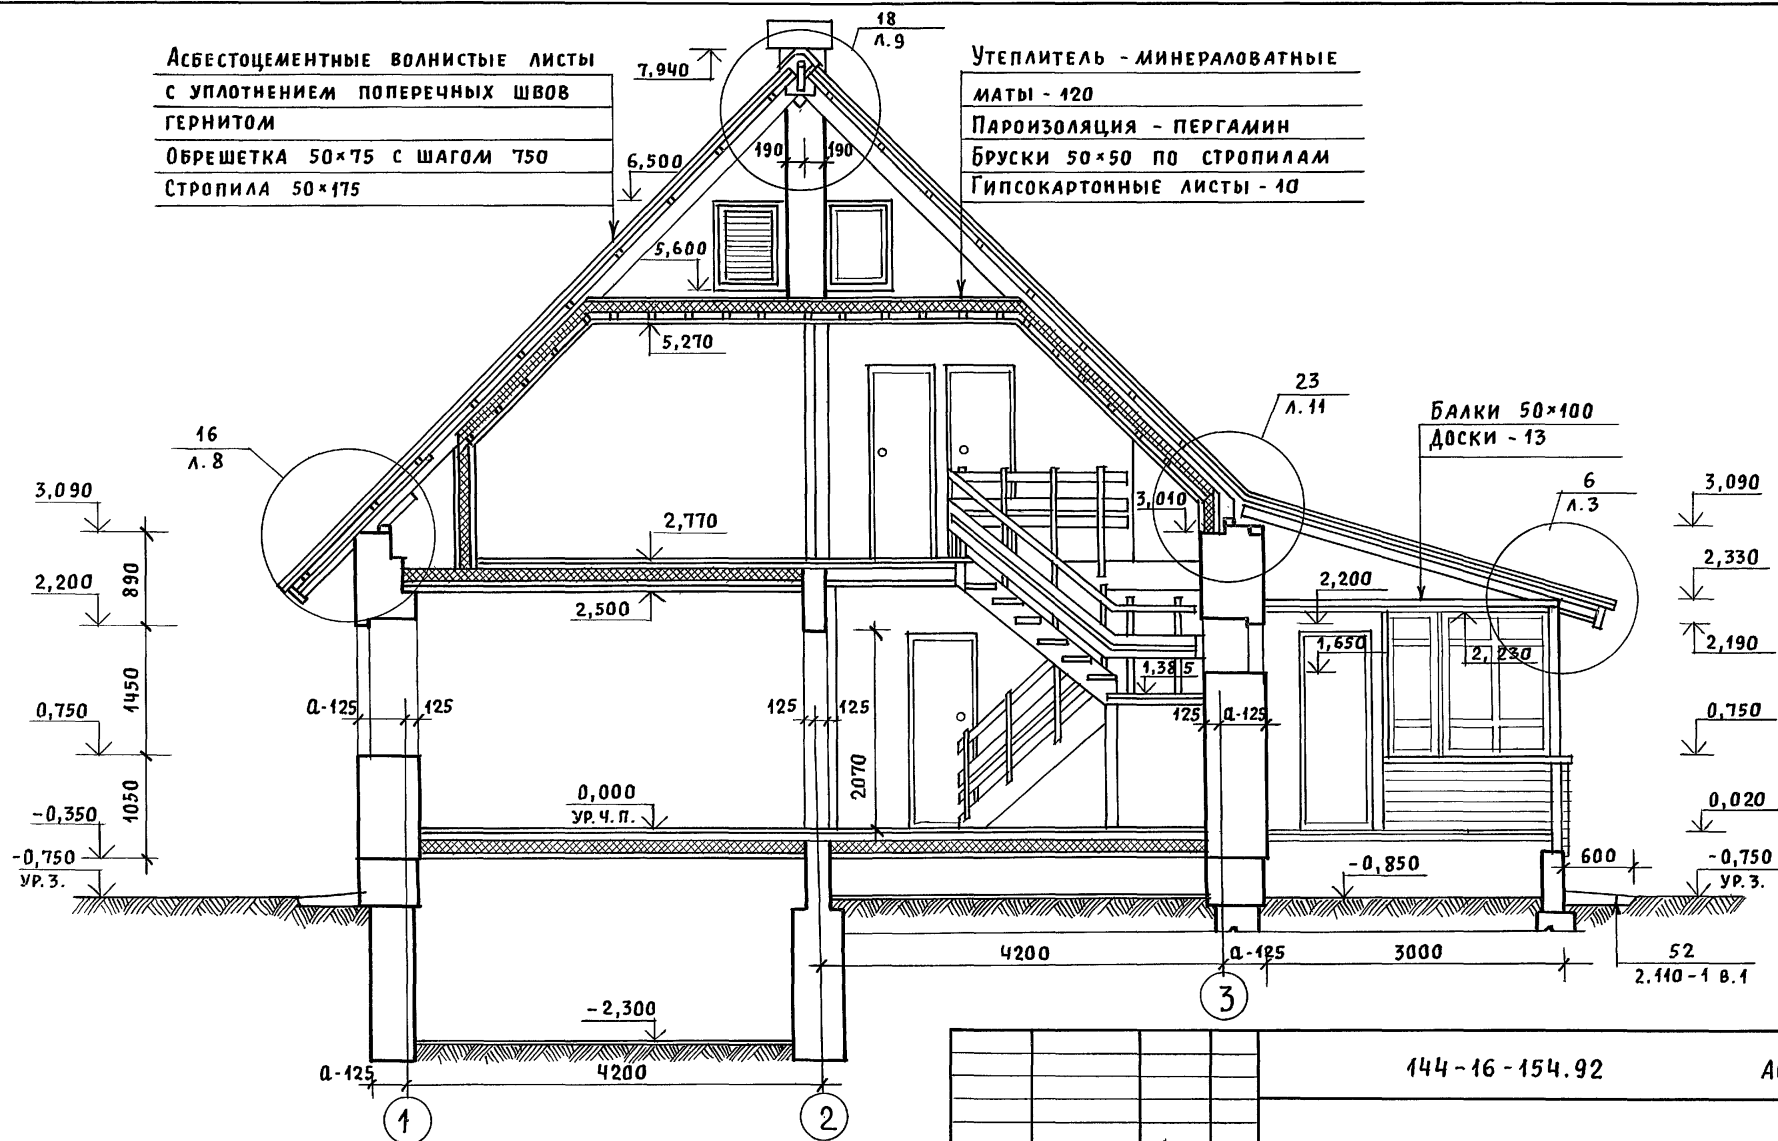 Асбестоцементные волнистые листы
с уплотнением поперечных швов
гернитом
Обрешетка 50×75 с шагом 750
Стропила 50×175
18
л.9
7,940
Утеплитель - минераловатные
маты - 120
Пароизоляция - пергамин
Бруски 50×50 по стропилам
Гипсокартонные листы - 10
190
190
6,500
5,600
5,270
16
л.8
23
л.11
Балки 50×100
Доски - 13
6
л.3
3,090
2,200
0,750
-0,350
-0,750
ур.з.
890
1450
1050
2,770
2,500
3,010
2,200
1,650
2,230
1,385
3,090
2,330
2,190
0,750
0,020
-0,750
ур.з.
а-125
125
125
125
125
а-125
2070
0,000
ур.ч.п.
-0,850
600
4200
а-125
3000
52
2.110-1 в.1
-2,300
а-125
4200
1
2
3
144-16-154.92